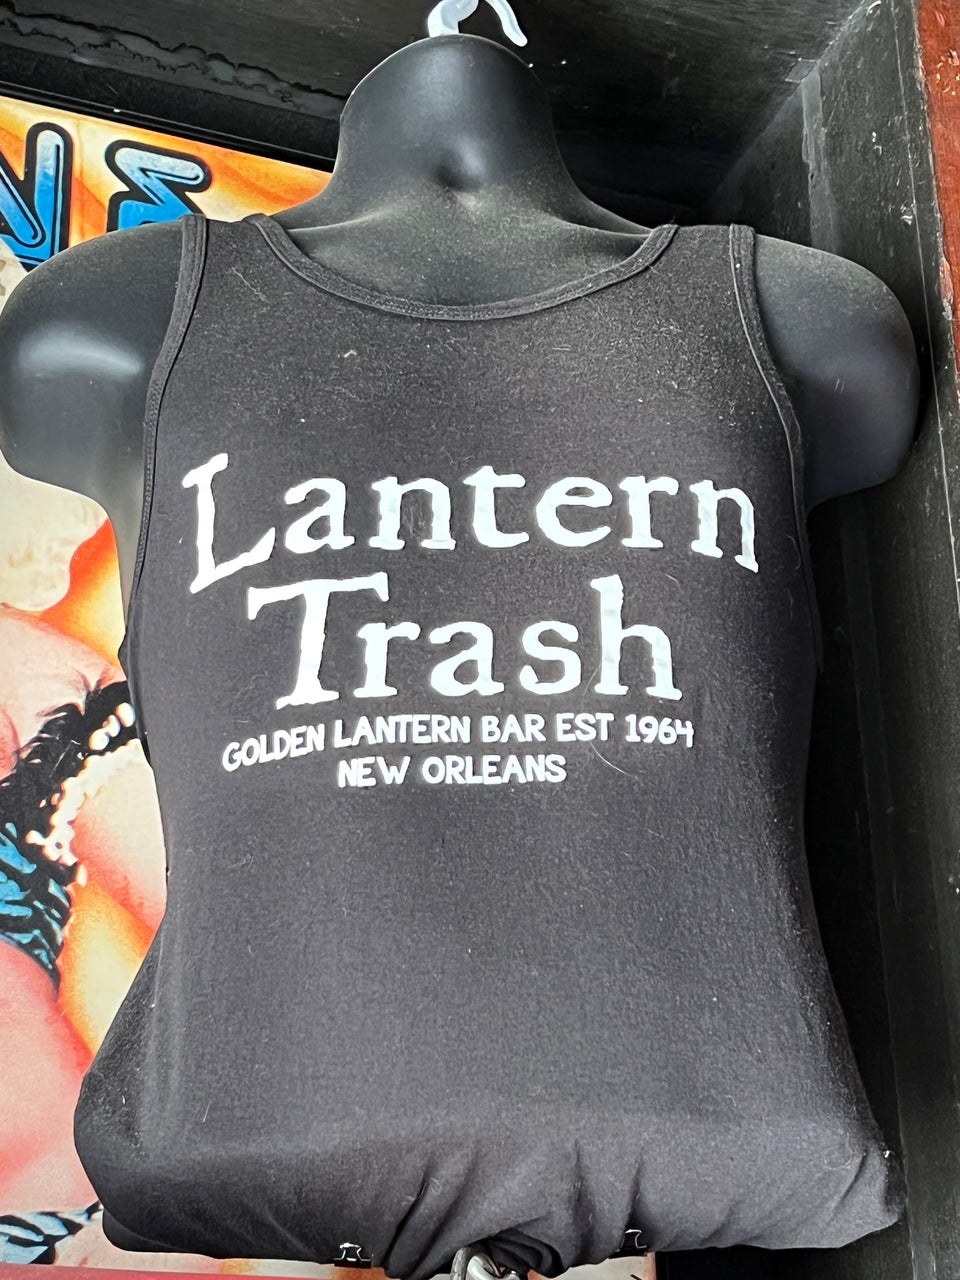 Lantern
Trash
GOLDEN LANTERN BAR EST 1964
NEW ORLEANS